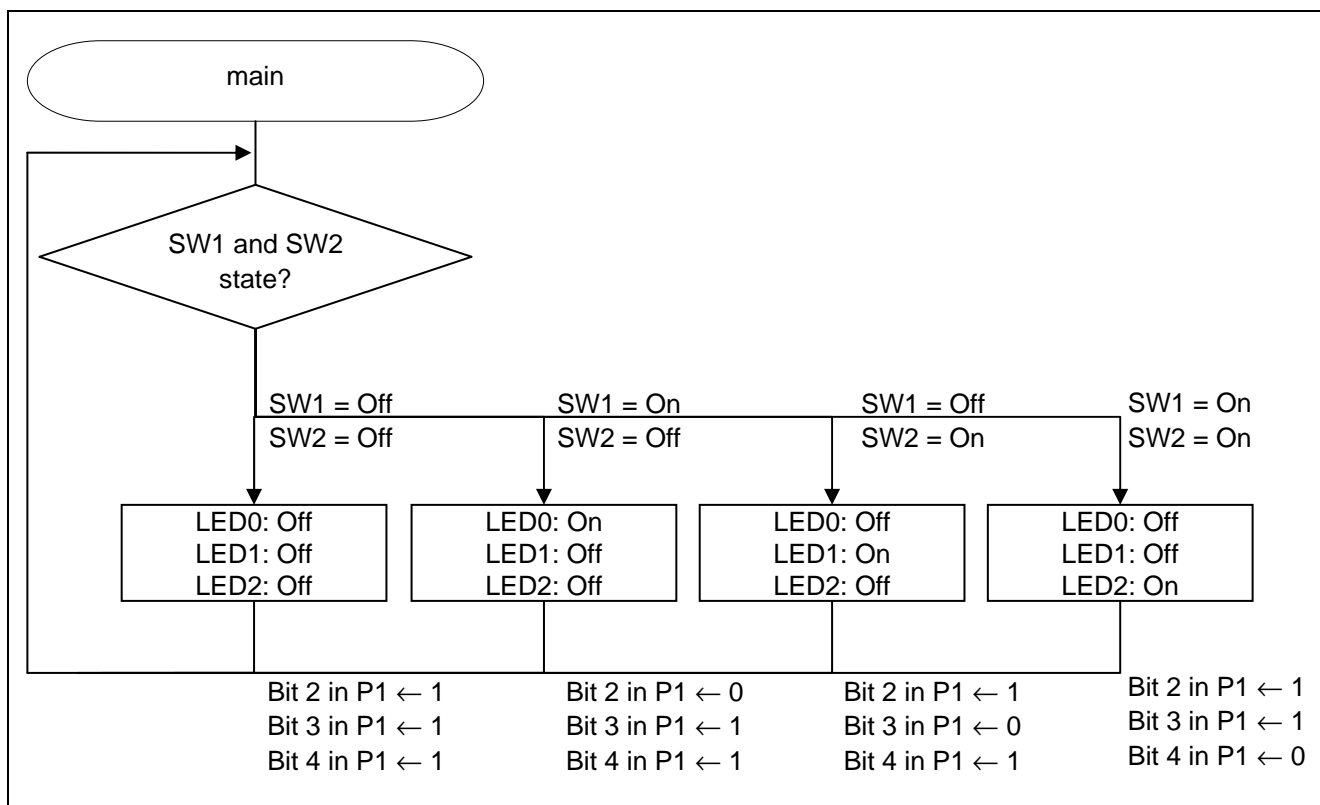 main
SW1 and SW2
state?
SW1 = Off
SW2 = Off
SW1 = On
SW2 = Off
SW1 = Off
SW2 = On
SW1 = On
SW2 = On
LED0: Off
LED1: Off
LED2: Off
LED0: On
LED1: Off
LED2: Off
LED0: Off
LED1: On
LED2: Off
LED0: Off
LED1: Off
LED2: On
Bit 2 in P1 ← 1
Bit 3 in P1 ← 1
Bit 4 in P1 ← 1
Bit 2 in P1 ← 0
Bit 3 in P1 ← 1
Bit 4 in P1 ← 1
Bit 2 in P1 ← 1
Bit 3 in P1 ← 0
Bit 4 in P1 ← 1
Bit 2 in P1 ← 1
Bit 3 in P1 ← 1
Bit 4 in P1 ← 0